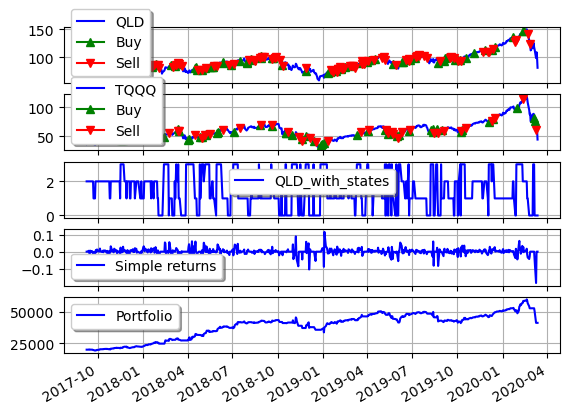 QLD
Buy
Sell
150
100
TQQQ
Buy
Sell
100
50
QLD_with_states
2
0
0.1
0.0
−0.1
Simple returns
Portfolio
50000
25000
2017-10
2018-01
2018-04
2018-07
2018-10
2019-01
2019-04
2019-07
2019-10
2020-01
2020-04